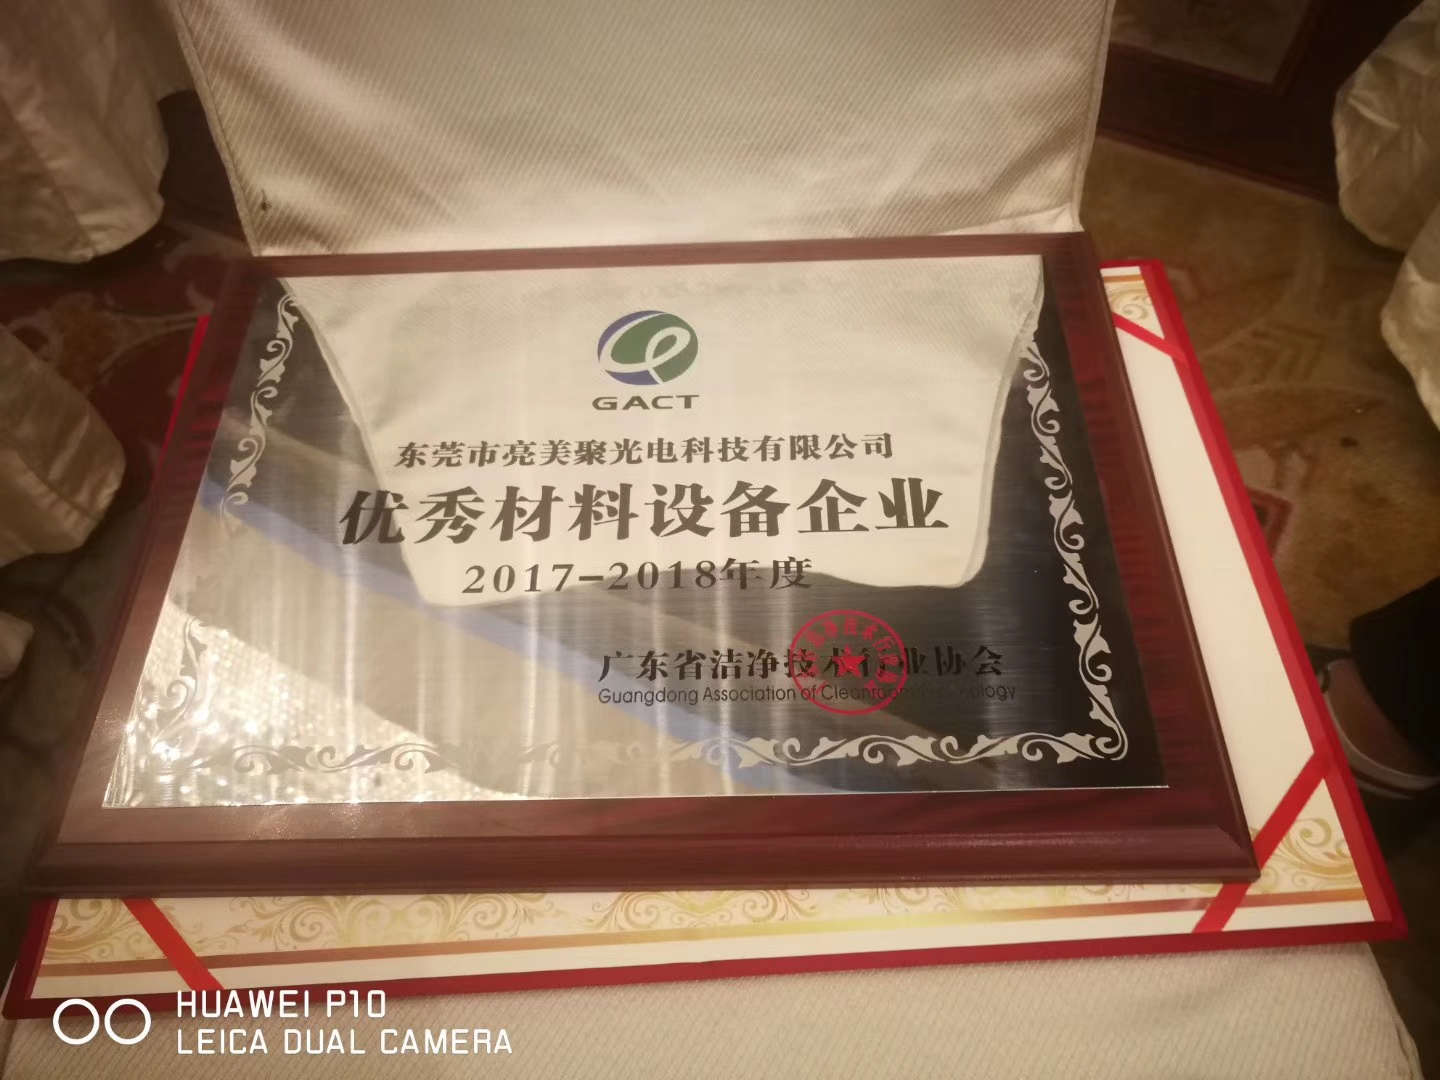 GACT
东莞市亮美聚光电科技有限公司
优秀材料设备企业
2017-2018年度
广东省洁净技术行业协会
Guangdong Association of Cleanroom Technology
HUAWEI P10
LEICA DUAL CAMERA